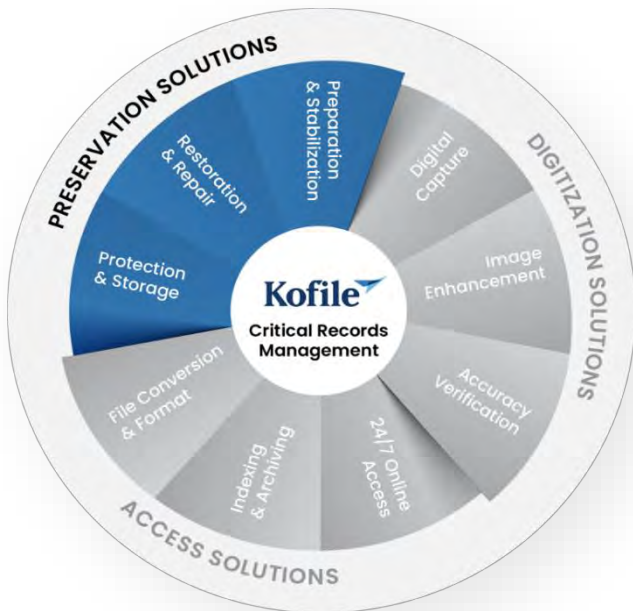 PRESERVATION SOLUTIONS
Protection
& Storage
Restoration
& Repair
Preparation
& Stabilization
DIGITIZATION SOLUTIONS
Digital
Capture
Image
Enhancement
Accuracy
Verification
ACCESS SOLUTIONS
24/7 Online
Access
Indexing
& Archiving
File Conversion
& Format
Kofile
Critical Records
Management